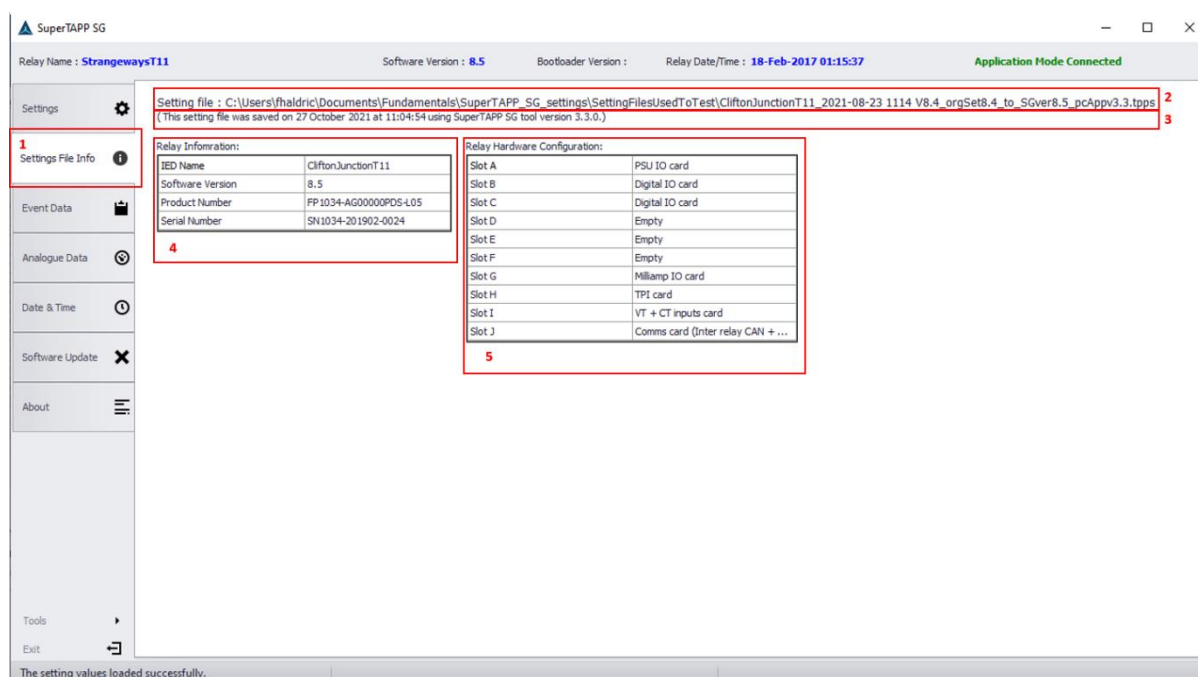 SuperTAPP SG
Relay Name : StrangewaysT11 Software Version : 8.5 Bootloader Version : Relay Date/Time : 18-Feb-2017 01:15:37 Application Mode Connected
Settings
1
Settings File Info
Event Data
Analogue Data
Date & Time
Software Update
About
Tools
Exit
Setting file : C:\Users\fhaldric\Documents\Fundamentals\SuperTAPP_SG_settings\SettingFilesUsedToTest\CliftonJunctionT11_2021-08-23 1114 V8.4_orgSet8.4_to_SGver8.5_pcAppv3.3.tpps 2
( This setting file was saved on 27 October 2021 at 11:04:54 using SuperTAPP SG tool version 3.3.0.) 3
Relay Infomration:
IED Name CliftonJunctionT11
Software Version 8.5
Product Number FP1034-AG00000PDS-L05
Serial Number SN1034-201902-0024
4
Relay Hardware Configuration:
Slot A PSU IO card
Slot B Digital IO card
Slot C Digital IO card
Slot D Empty
Slot E Empty
Slot F Empty
Slot G Milliamp IO card
Slot H TPI card
Slot I VT + CT inputs card
Slot J Comms card (Inter relay CAN + ...
5
The setting values loaded successfully.